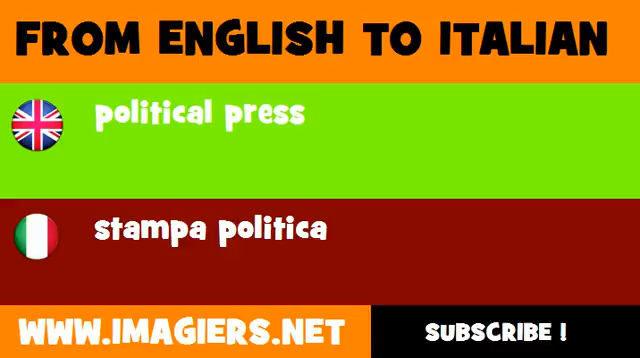 FROM ENGLISH TO ITALIAN
political press
stampa politica
WWW.IMAGIERS.NET
SUBSCRIBE !